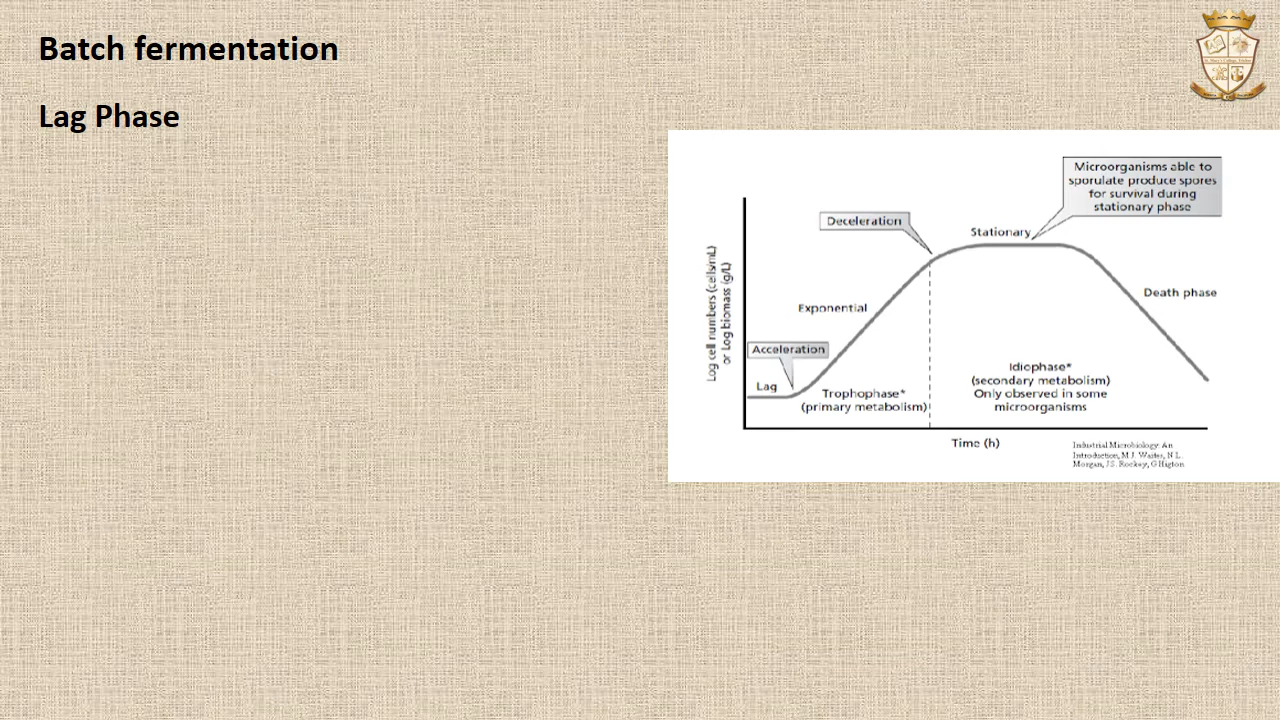 Batch fermentation
Lag Phase
Microorganisms able to
sporulate produce spores
for survival during
stationary phase
Deceleration
Stationary
Log cell numbers (cells/mL)
or Log biomass (g/L)
Exponential
Death phase
Acceleration
Lag
Trophophase*
(primary metabolism)
Idiophase*
(secondary metabolism)
Only observed in some
microorganisms
Time (h)
Industrial Microbiology: An
Introduction, M.J. Waites, N.L.
Morgan, J.S. Rockey, G Higton